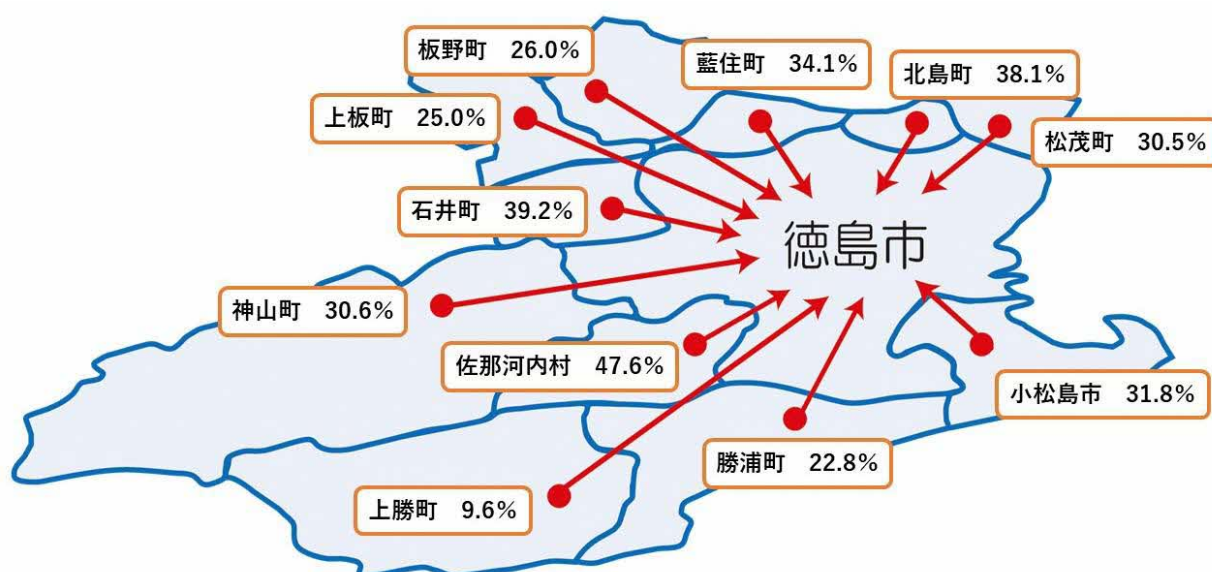 板野町 26.0%
藍住町 34.1%
北島町 38.1%
上板町 25.0%
松茂町 30.5%
石井町 39.2%
徳島市
神山町 30.6%
佐那河内村 47.6%
小松島市 31.8%
勝浦町 22.8%
上勝町 9.6%